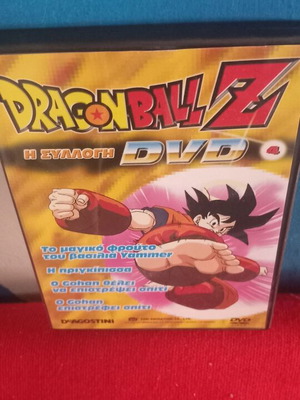 DRAGON BALL Z
Η ΣΥΛΛΟΓΗ DVD 4
Το μαγικό φρούτο
του βασιλιά Yammer
Η πριγκίπισσα
Ο Gohan θέλει
να επιστρέψει σπίτι
Ο Gohan
επιστρέφει σπίτι
DeAGOSTINI
DVD